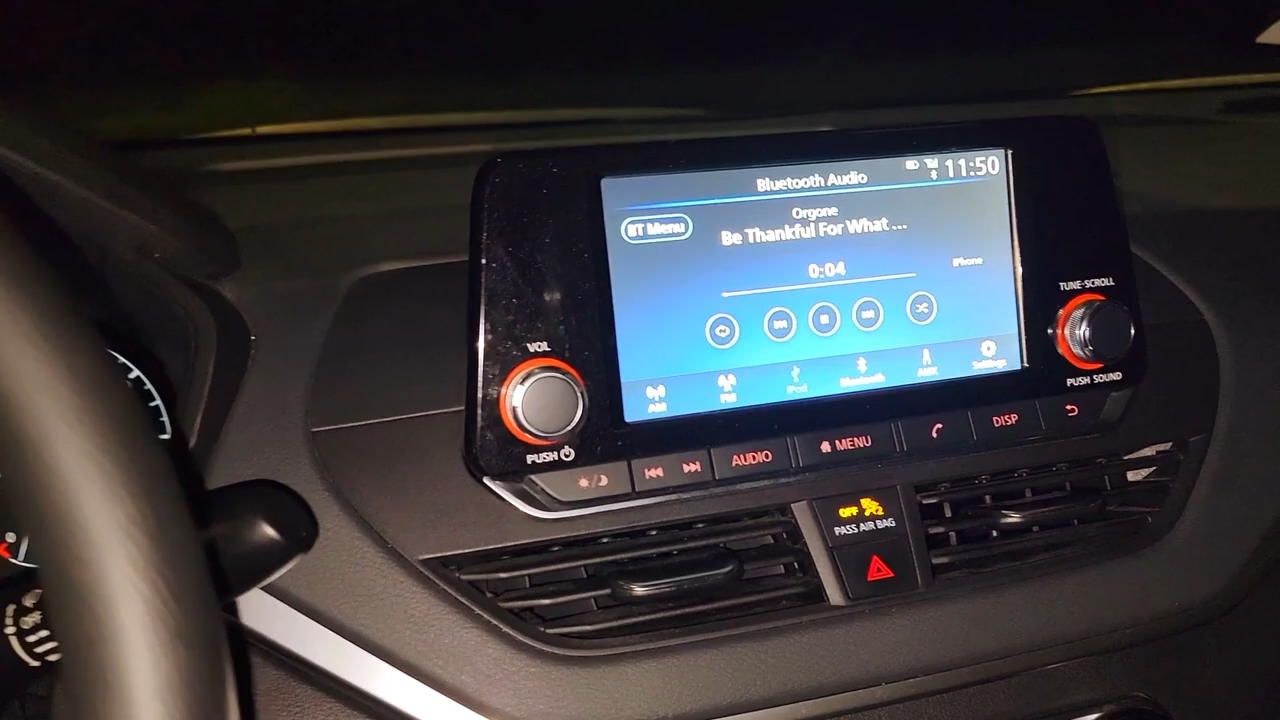 11:50
Bluetooth Audio
Orgone
BT Menu
Be Thankful For What ...
0:04
iPhone
AM
FM
iPod
Bluetooth
AUX
Settings
VOL
PUSH
TUNE·SCROLL
PUSH SOUND
AUDIO
MENU
DISP
OFF
PASS AIR BAG